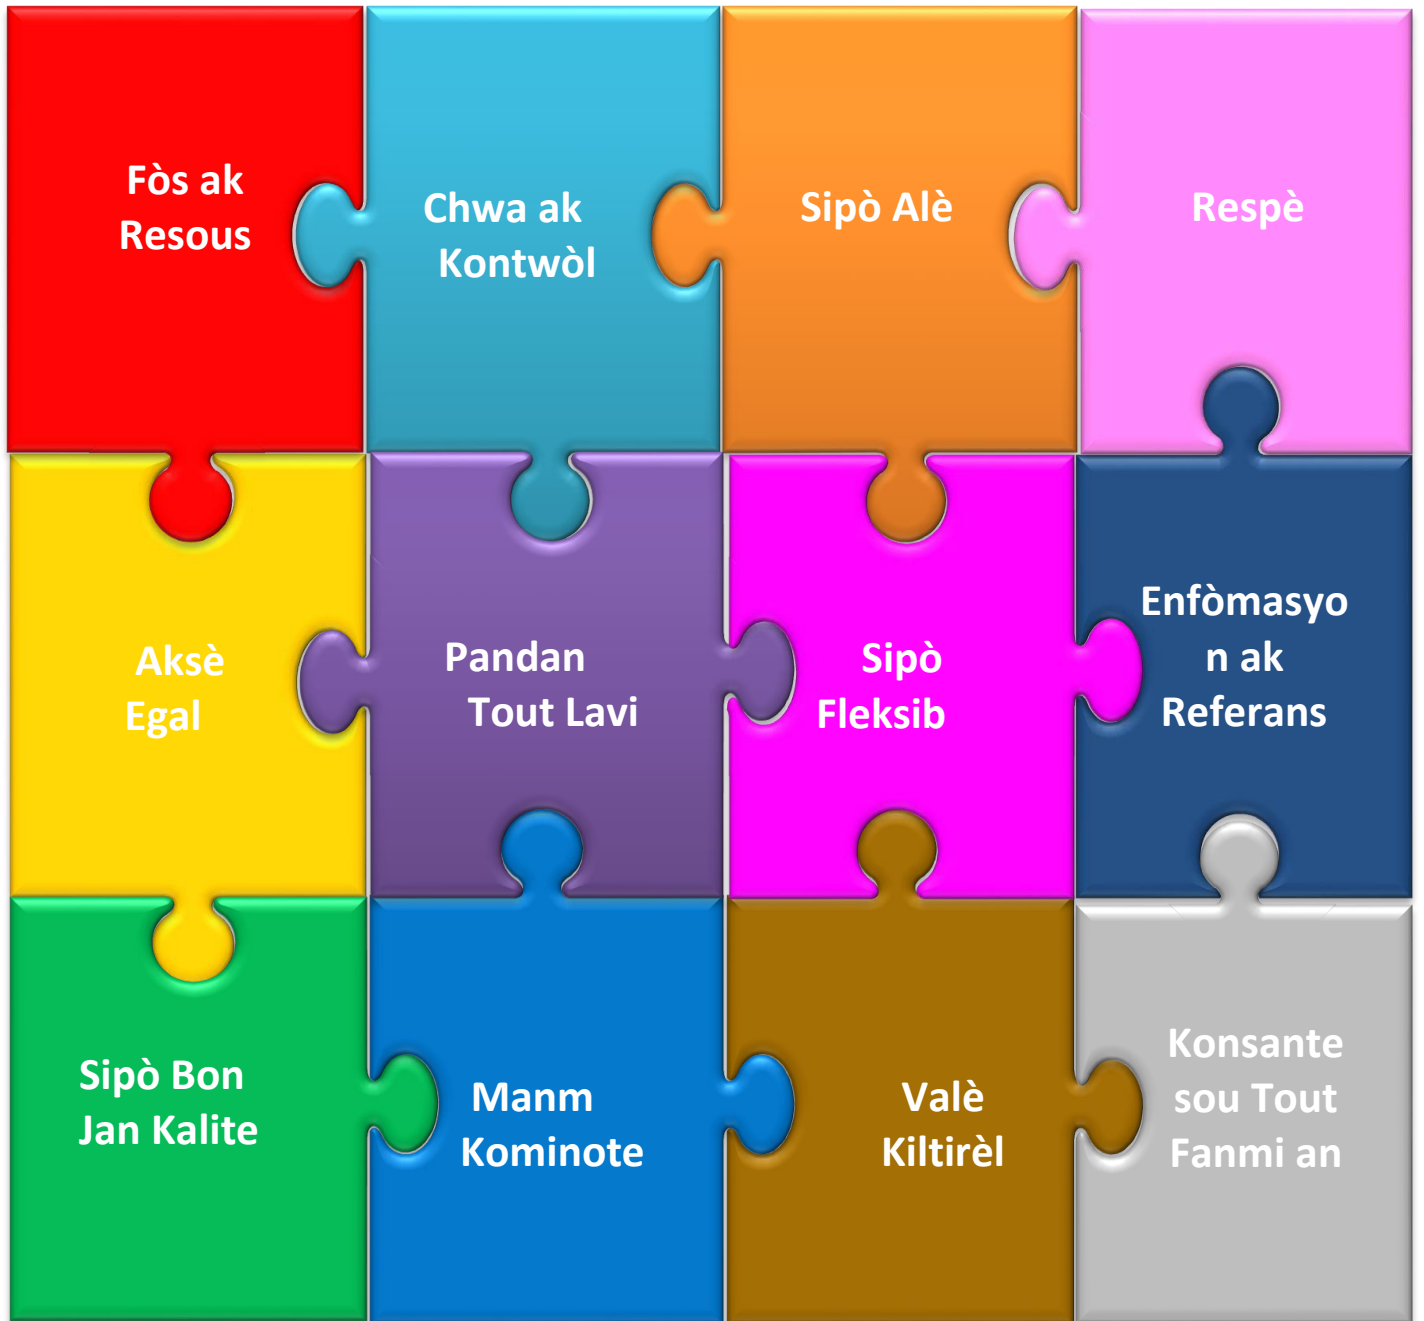 Fòs ak
Resous
Chwa ak
Kontwòl
Sipò Alè
Respè
Aksè
Egal
Pandan
Tout Lavi
Sipò
Fleksib
Enfòmasyo
n ak
Referans
Sipò Bon
Jan Kalite
Manm
Kominote
Valè
Kiltirèl
Konsante
sou Tout
Fanmi an